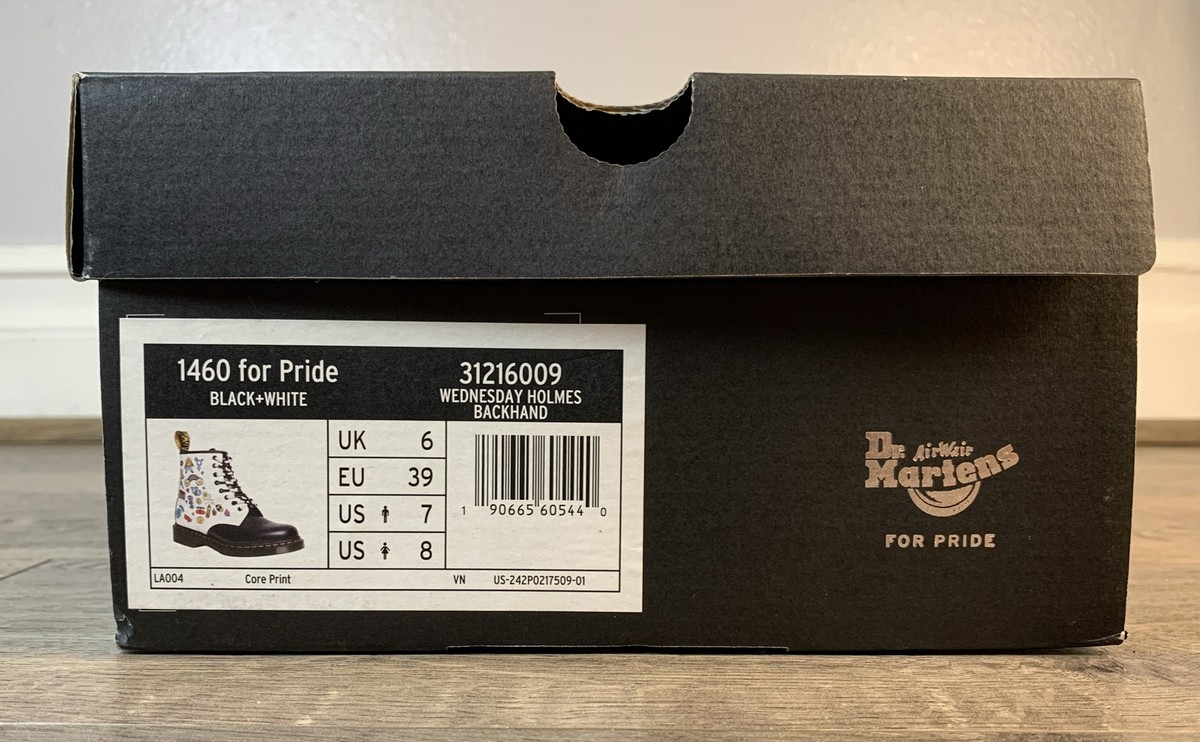 1460 for Pride
BLACK+WHITE
31216009
WEDNESDAY HOLMES
BACKHAND
UK 6
EU 39
US 7
US 8
1 90665 60544 0
LA004 Core Print VN US-242P0217509-01
Dr. AirWair
Martens
FOR PRIDE